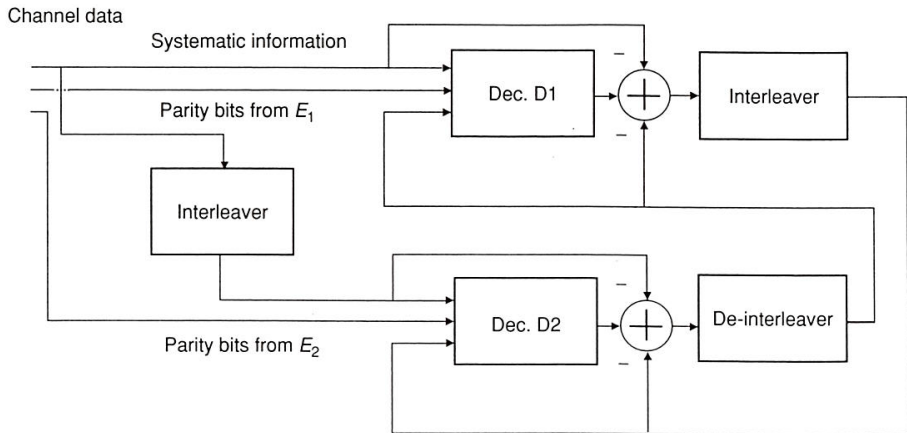 Channel data
Systematic information
Parity bits from E₁
Dec. D1
Interleaver
Interleaver
Dec. D2
De-interleaver
Parity bits from E₂